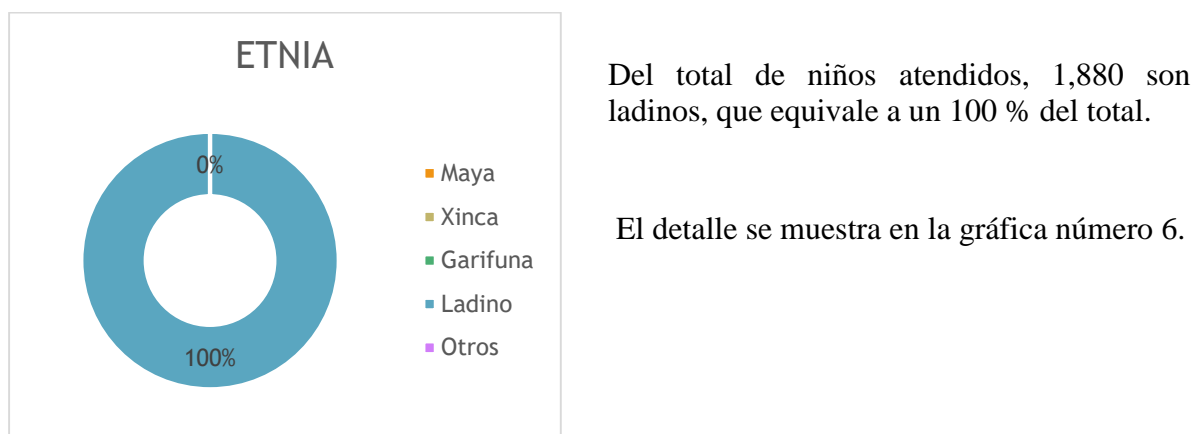 ETNIA
0%
100%
Maya
Xinca
Garifuna
Ladino
Otros
Del total de niños atendidos, 1,880 son
ladinos, que equivale a un 100 % del total.
El detalle se muestra en la gráfica número 6.